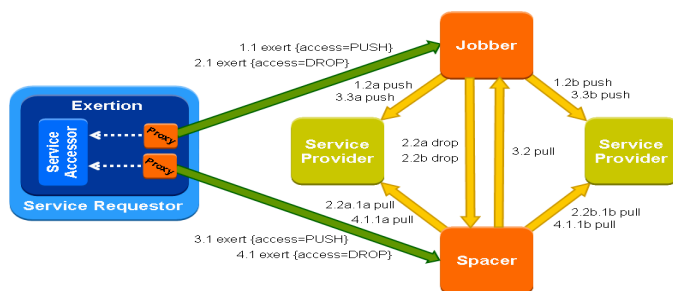 1.1 exert {access=PUSH}
2.1 exert {access=DROP}
Jobber
1.2a push
3.3a push
1.2b push
3.3b push
Exertion
Service
Accessor
Proxy
Proxy
Service Requestor
Service
Provider
2.2a drop
2.2b drop
3.2 pull
Service
Provider
2.2a.1a pull
4.1.1a pull
2.2b.1b pull
4.1.1b pull
3.1 exert {access=PUSH}
4.1 exert {access=DROP}
Spacer